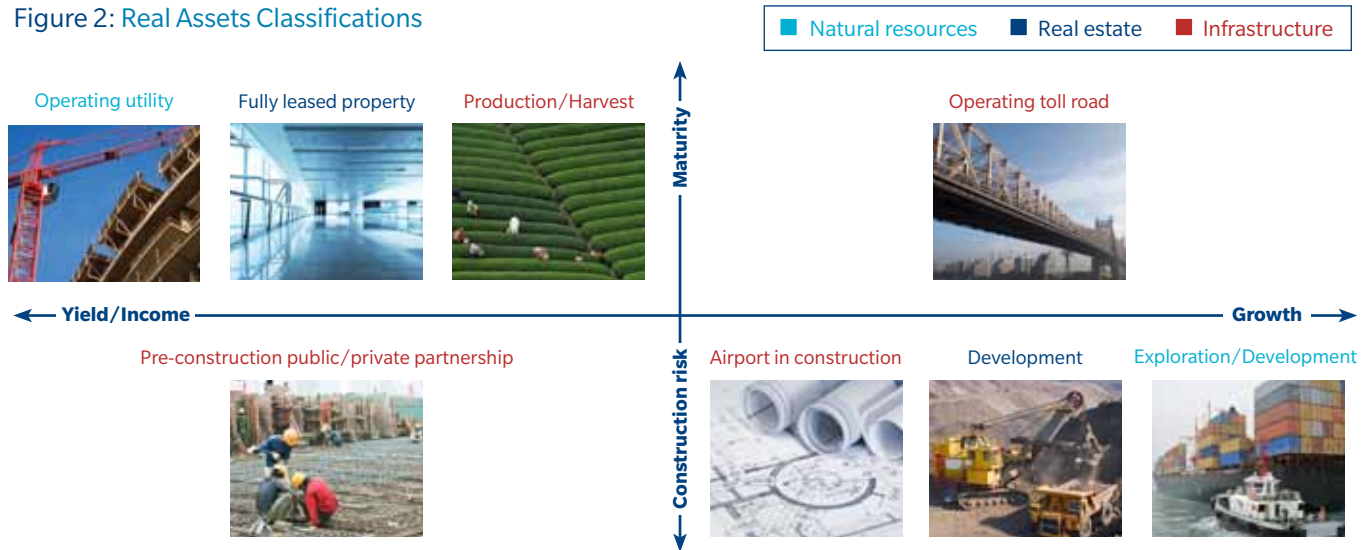 Figure 2: Real Assets Classifications
Natural resources Real estate Infrastructure
Operating utility
Fully leased property
Production/Harvest
Maturity
Operating toll road
Yield/Income
Growth
Pre-construction public/private partnership
Construction risk
Airport in construction
Development
Exploration/Development